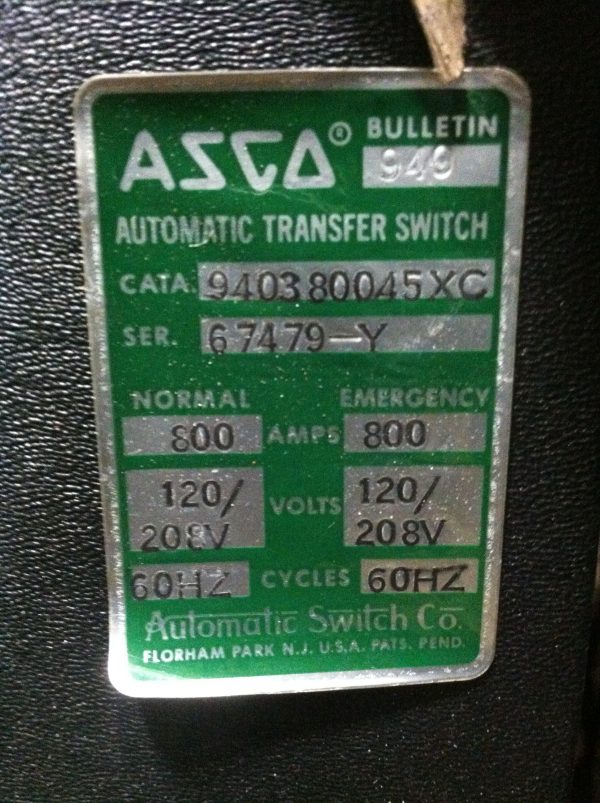 ASCO® BULLETIN
940
AUTOMATIC TRANSFER SWITCH
CATA. 940380045XC
SER. 67479-Y
NORMAL EMERGENCY
800 AMPS 800
120/ VOLTS 120/
208V 208V
60HZ CYCLES 60HZ
Automatic Switch Co.
FLORHAM PARK N.J. U.S.A. PATS. PEND.